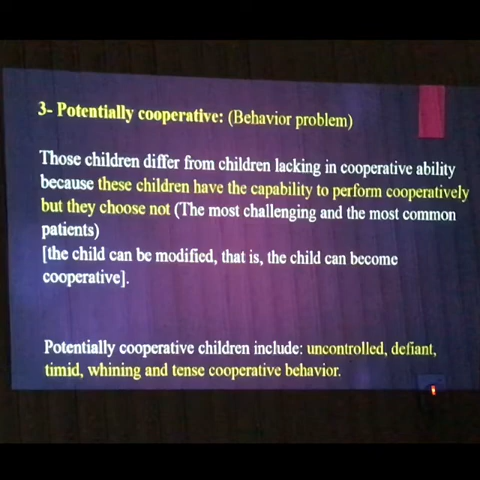 3- Potentially cooperative: (Behavior problem)
Those children differ from children lacking in cooperative ability
because these children have the capability to perform cooperatively
but they choose not (The most challenging and the most common
patients)
[the child can be modified, that is, the child can become
cooperative].
Potentially cooperative children include: uncontrolled, defiant,
timid, whining and tense cooperative behavior.